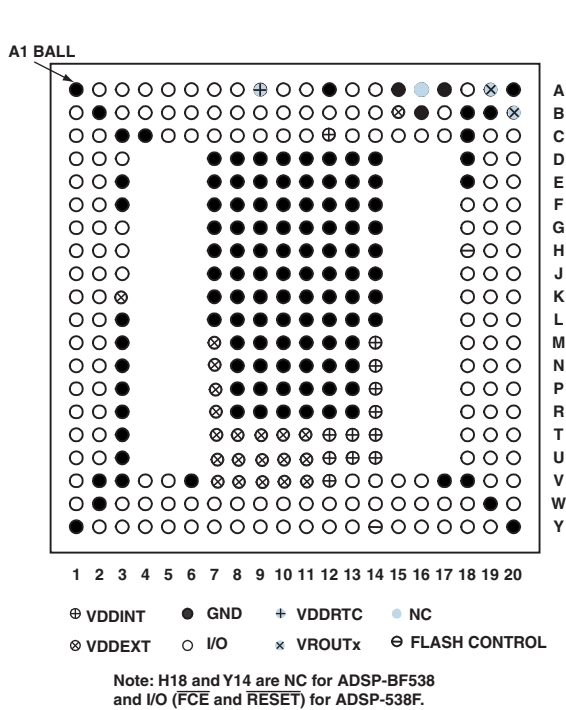 A1 BALL
A
B
C
D
E
F
G
H
J
K
L
M
N
P
R
T
U
V
W
Y
1 2 3 4 5 6 7 8 9 10 11 12 13 14 15 16 17 18 19 20
VDDINT GND VDDRTC NC
VDDEXT I/O VROUTx FLASH CONTROL
Note: H18 and Y14 are NC for ADSP-BF538
and I/O (FCE and RESET) for ADSP-538F.